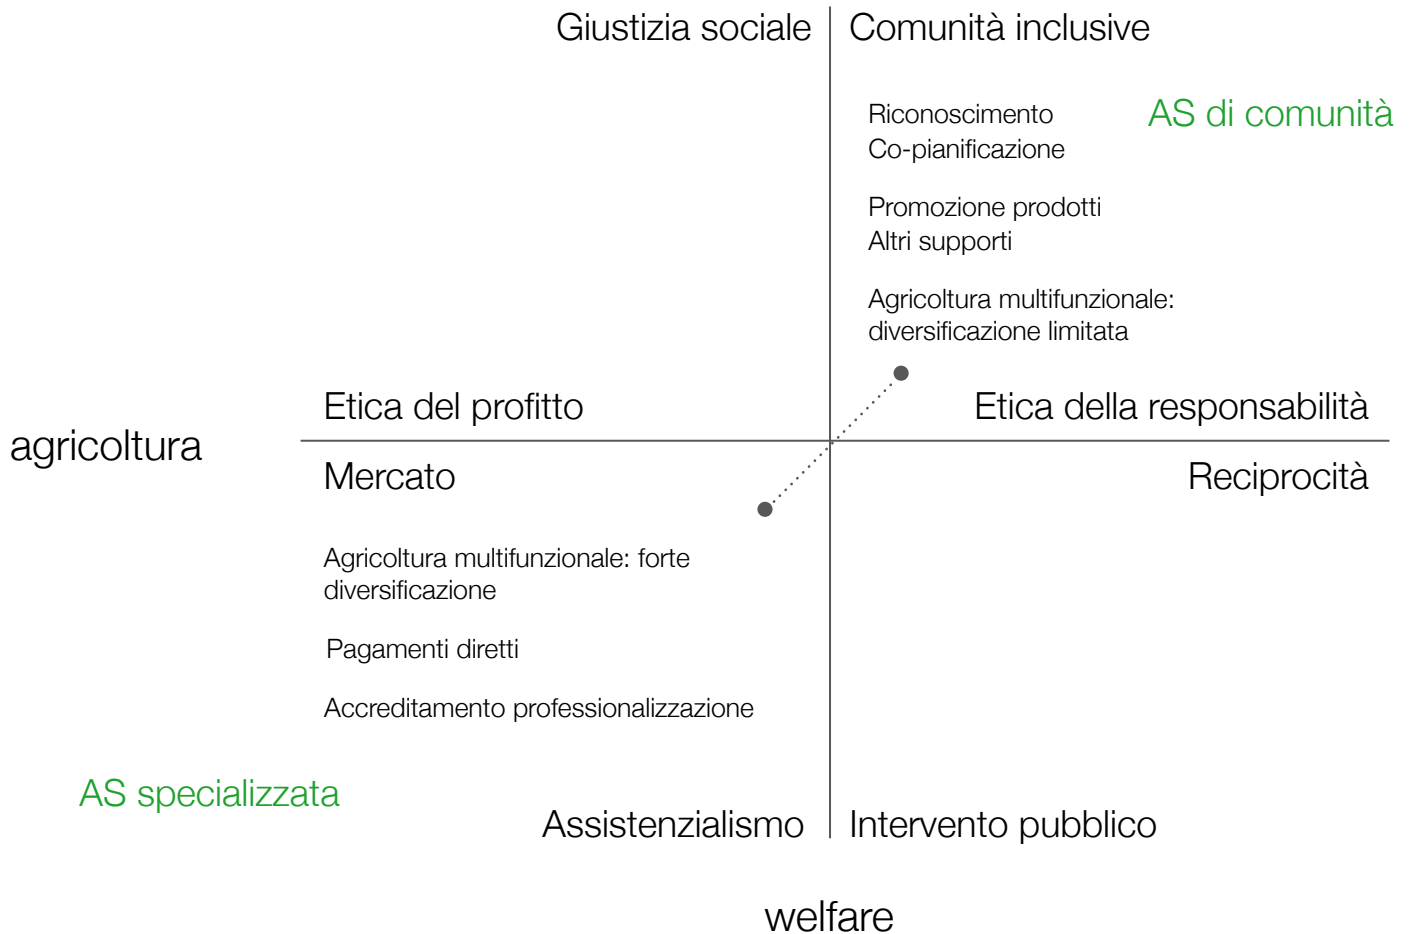 Giustizia sociale
Comunità inclusive
Riconoscimento
Co-pianificazione
AS di comunità
Promozione prodotti
Altri supporti
Agricoltura multifunzionale:
diversificazione limitata
Etica del profitto
Etica della responsabilità
agricoltura
Mercato
Reciprocità
Agricoltura multifunzionale: forte
diversificazione
Pagamenti diretti
Accreditamento professionalizzazione
AS specializzata
Assistenzialismo
Intervento pubblico
welfare